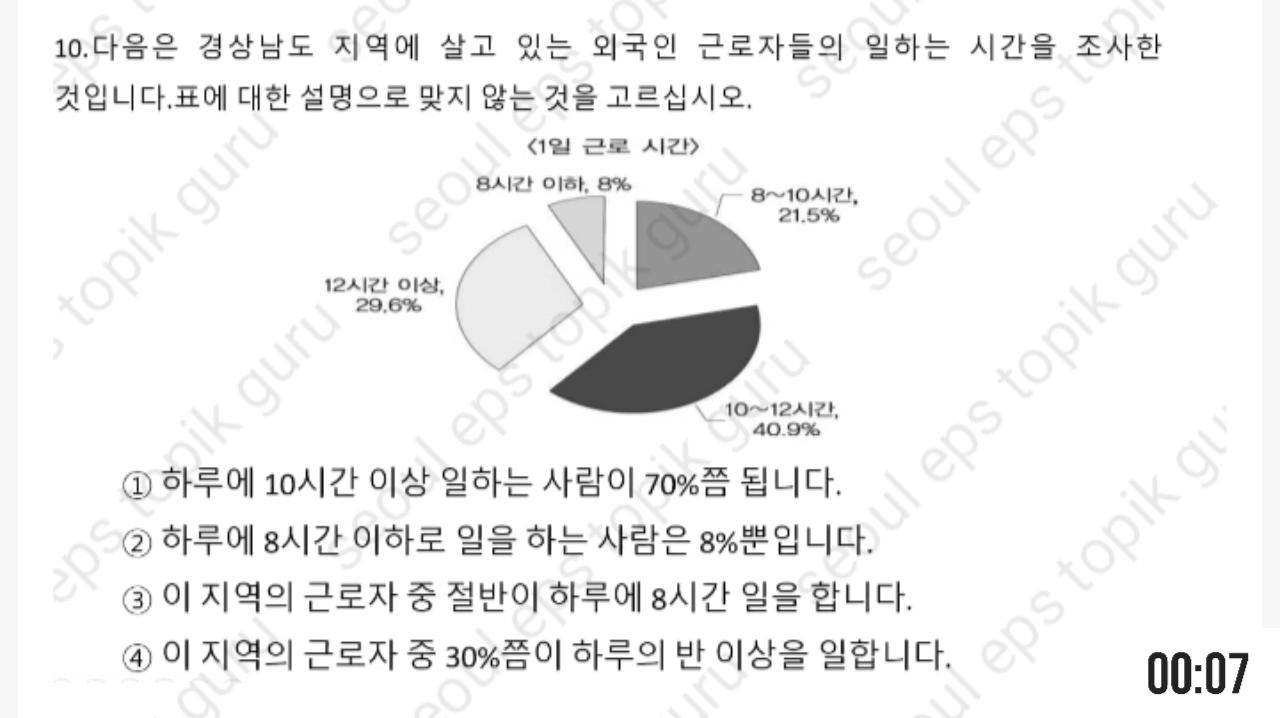 10.다음은 경상남도 지역에 살고 있는 외국인 근로자들의 일하는 시간을 조사한
것입니다.표에 대한 설명으로 맞지 않는 것을 고르십시오.
<1일 근로 시간>
8시간 이하, 8%
8~10시간,
21.5%
12시간 이상,
29.6%
10~12시간,
40.9%
① 하루에 10시간 이상 일하는 사람이 70%쯤 됩니다.
② 하루에 8시간 이하로 일을 하는 사람은 8%뿐입니다.
③ 이 지역의 근로자 중 절반이 하루에 8시간 일을 합니다.
④ 이 지역의 근로자 중 30%쯤이 하루의 반 이상을 일합니다.
00:07
seoul eps topik guru